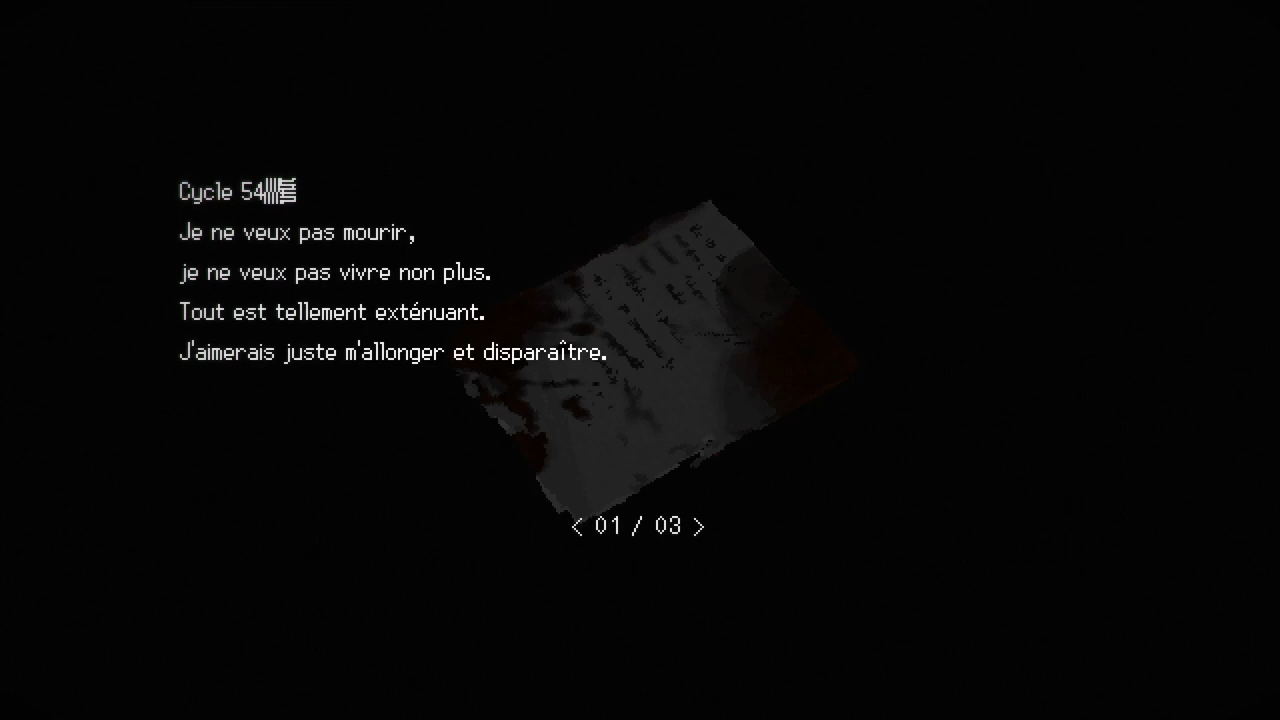 Cycle 54
Je ne veux pas mourir,
je ne veux pas vivre non plus.
Tout est tellement exténuant.
J'aimerais juste m'allonger et disparaître.
< 01 / 03 >